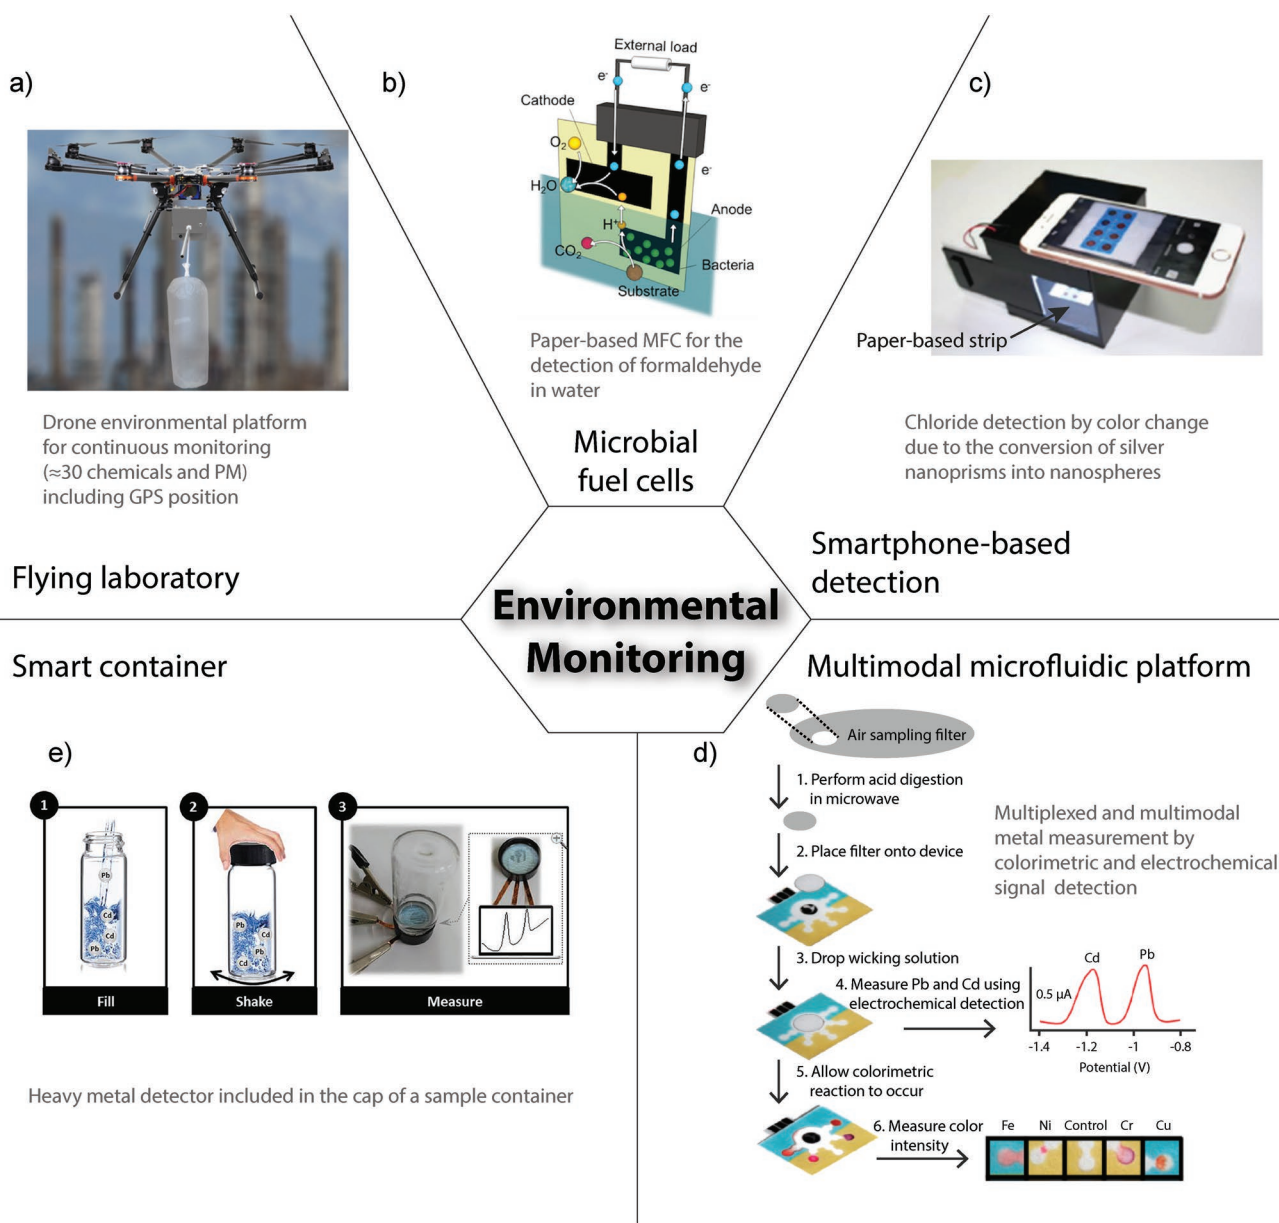 a)
Drone environmental platform
for continuous monitoring
(≈30 chemicals and PM)
including GPS position
Flying laboratory
b)
External load
e-
e-
Cathode
O2
H2O
e-
H+
Anode
CO2
Bacteria
Substrate
Paper-based MFC for the
detection of formaldehyde
in water
Microbial
fuel cells
c)
Paper-based strip
Chloride detection by color change
due to the conversion of silver
nanoprisms into nanospheres
Smartphone-based
detection
Environmental
Monitoring
Smart container
e)
1
2
3
Pb
Cd
Cd
Pb
Pb
Cd
Cd
Fill
Shake
Measure
Heavy metal detector included in the cap of a sample container
Multimodal microfluidic platform
d)
Air sampling filter
1. Perform acid digestion
in microwave
2. Place filter onto device
3. Drop wicking solution
4. Measure Pb and Cd using
electrochemical detection
5. Allow colorimetric
reaction to occur
6. Measure color
intensity
Multiplexed and multimodal
metal measurement by
colorimetric and electrochemical
signal detection
Cd
Pb
0.5 µA
-1.4
-1.2
-1
-0.8
Potential (V)
Fe
Ni
Control
Cr
Cu